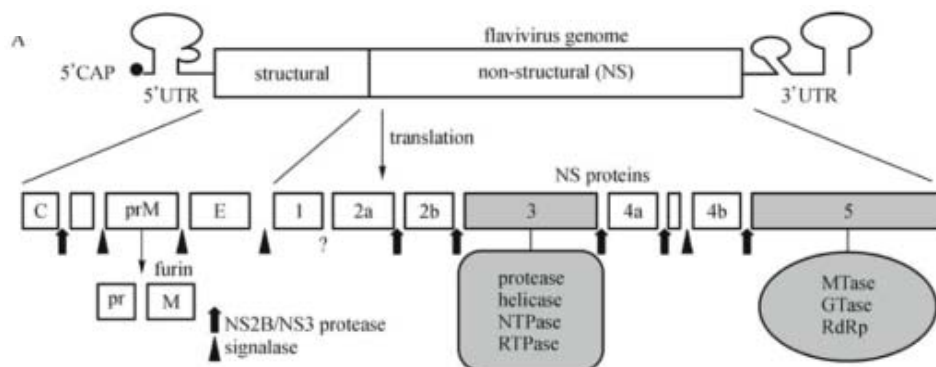 A
flavivirus genome
5'CAP
structural
non-structural (NS)
5'UTR
3'UTR
translation
NS proteins
C prM E 1 2a 2b 3 4a 4b 5
?
furin
pr M
NS2B/NS3 protease
signalase
protease
helicase
NTPase
RTPase
MTase
GTase
RdRp